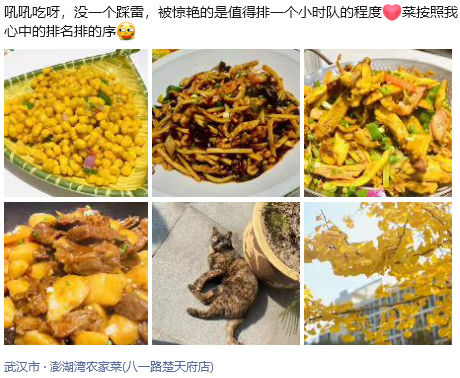 吼吼吃呀，没一个踩雷，被惊艳的是值得排一个小时队的程度❤️菜按照我
心中的排名排的序😋
武汉市 · 澎湖湾农家菜(八一路楚天府店)